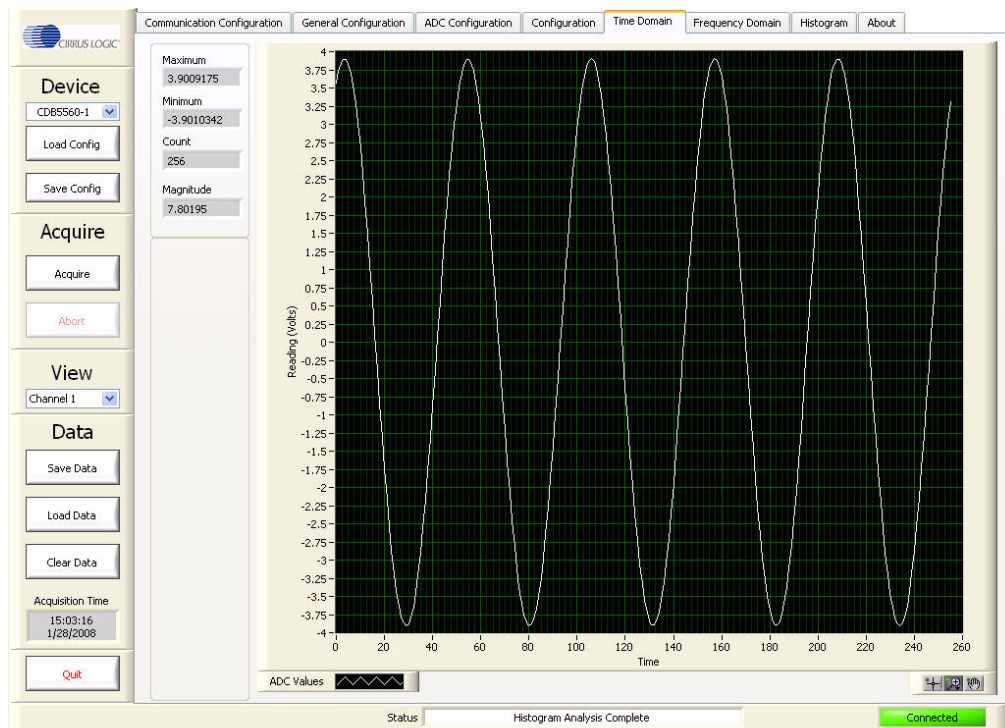 CIRRUS LOGIC
Communication Configuration
General Configuration
ADC Configuration
Configuration
Time Domain
Frequency Domain
Histogram
About
Device
CDB5560-1
Load Config
Save Config
Acquire
Acquire
Abort
View
Channel 1
Data
Save Data
Load Data
Clear Data
Acquisition Time
15:03:16
1/28/2008
Quit
Maximum
3.9009175
Minimum
-3.9010342
Count
256
Magnitude
7.80195
Reading (Volts)
4
3.75
3.5
3.25
3
2.75
2.5
2.25
2
1.75
1.5
1.25
1
0.75
0.5
0.25
0
-0.25
-0.5
-0.75
-1
-1.25
-1.5
-1.75
-2
-2.25
-2.5
-2.75
-3
-3.25
-3.5
-3.75
-4
0 20 40 60 80 100 120 140 160 180 200 220 240 260
Time
ADC Values
Status
Histogram Analysis Complete
Connected